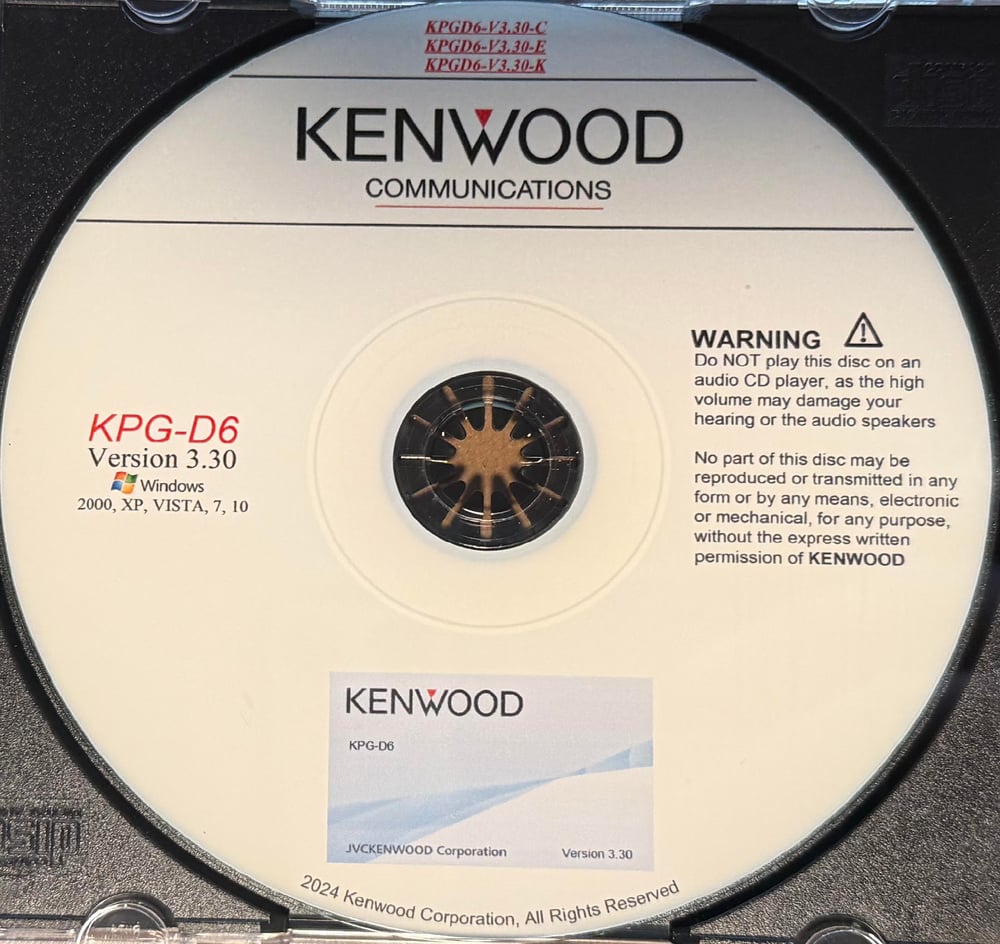 KPGD6-V3.30-C
KPGD6-V3.30-E
KPGD6-V3.30-K
KENWOOD
COMMUNICATIONS
KPG-D6
Version 3.30
Windows
2000, XP, VISTA, 7, 10
WARNING
Do NOT play this disc on an
audio CD player, as the high
volume may damage your
hearing or the audio speakers
No part of this disc may be
reproduced or transmitted in any
form or by any means, electronic
or mechanical, for any purpose,
without the express written
permission of KENWOOD
KENWOOD
KPG-D6
JVCKENWOOD Corporation
Version 3.30
2024 Kenwood Corporation, All Rights Reserved